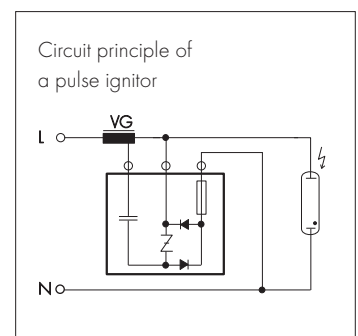 Circuit principle of
a pulse ignitor
VG
L
N